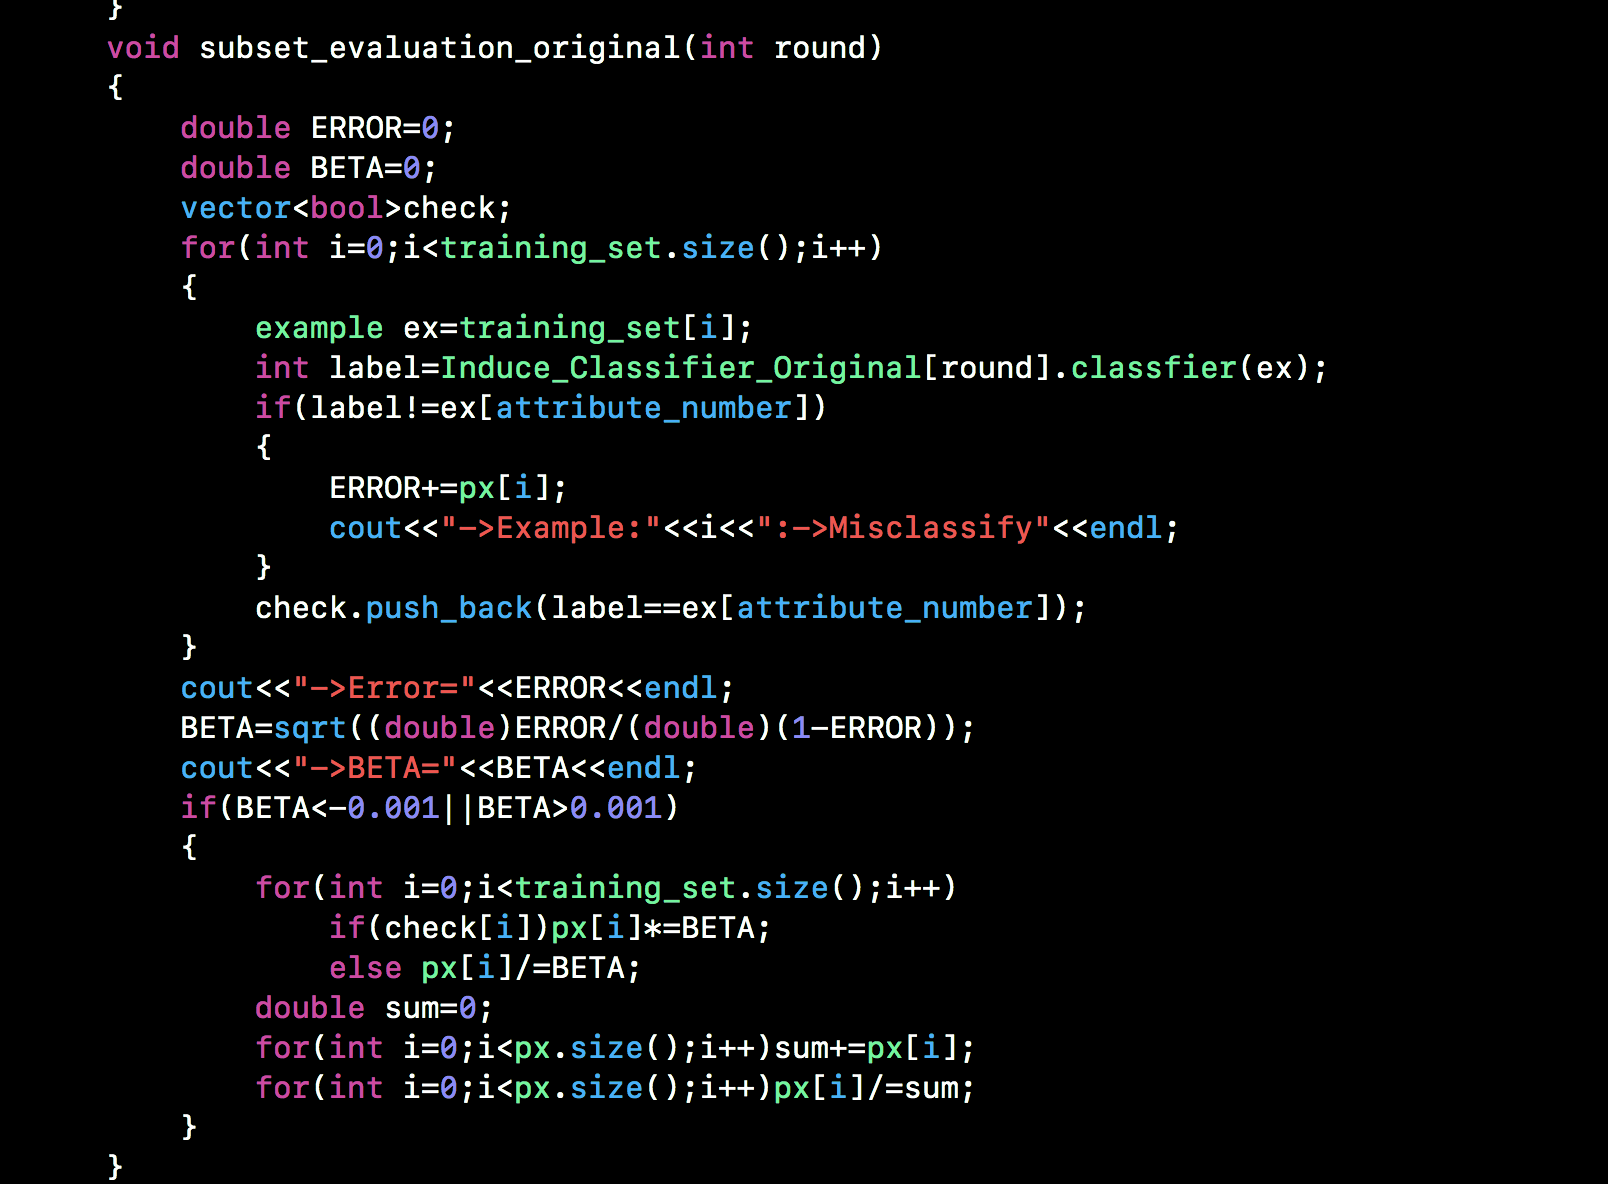 }
void subset_evaluation_original(int round)
{
double ERROR=0;
double BETA=0;
vector<bool>check;
for(int i=0;i<training_set.size();i++)
{
example ex=training_set[i];
int label=Induce_Classifier_Original[round].classfier(ex);
if(label!=ex[attribute_number])
{
ERROR+=px[i];
cout<<"->Example:"<<i<<":->Misclassify"<<endl;
}
check.push_back(label==ex[attribute_number]);
}
cout<<"->Error="<<ERROR<<endl;
BETA=sqrt((double)ERROR/(double)(1-ERROR));
cout<<"->BETA="<<BETA<<endl;
if(BETA<-0.001||BETA>0.001)
{
for(int i=0;i<training_set.size();i++)
if(check[i])px[i]*=BETA;
else px[i]/=BETA;
double sum=0;
for(int i=0;i<px.size();i++)sum+=px[i];
for(int i=0;i<px.size();i++)px[i]/=sum;
}
}